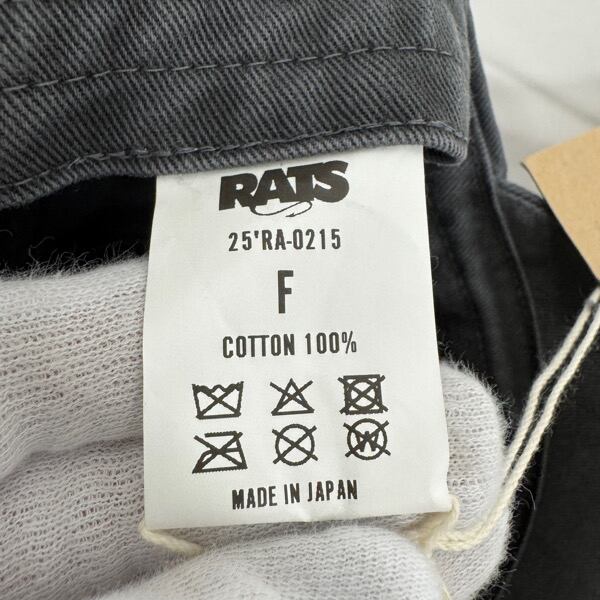 RATS
25'RA-0215
F
COTTON 100%
W
MADE IN JAPAN